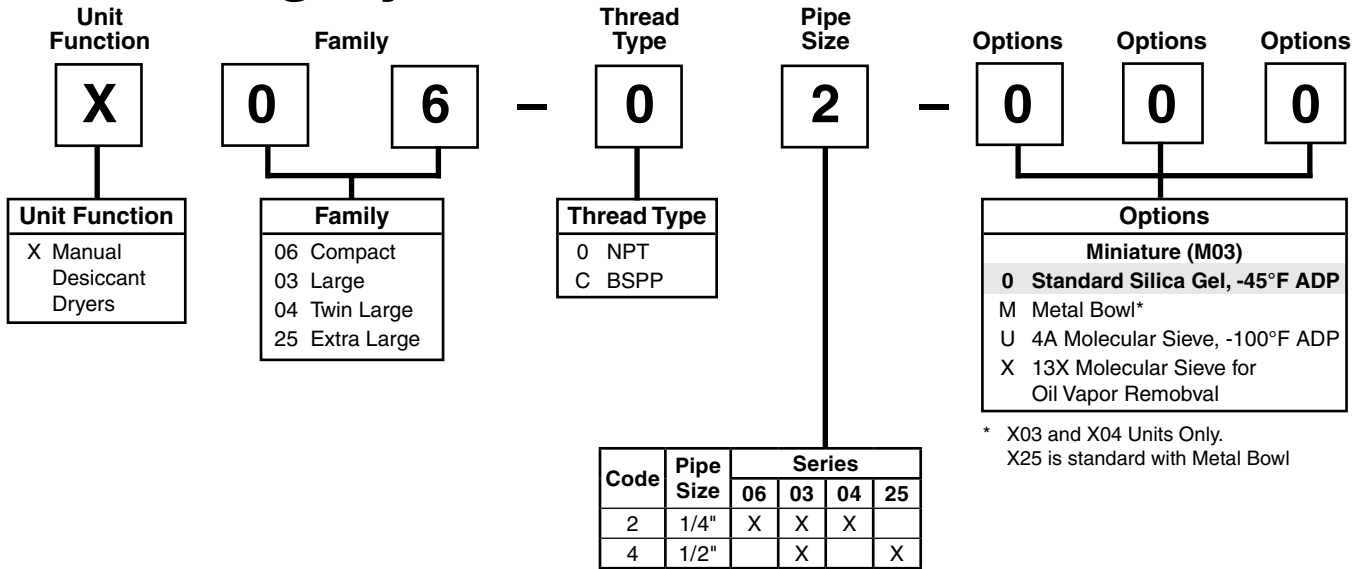 Unit Function
Family
Thread Type
Pipe Size
Options
Options
Options
X 0 6 – 0 2 – 0 0 0
Unit Function
X Manual
Desiccant
Dryers
Family
06 Compact
03 Large
04 Twin Large
25 Extra Large
Thread Type
0 NPT
C BSPP
Options
Miniature (M03)
0 Standard Silica Gel, -45°F ADP
M Metal Bowl*
U 4A Molecular Sieve, -100°F ADP
X 13X Molecular Sieve for
Oil Vapor Remobval
* X03 and X04 Units Only.
X25 is standard with Metal Bowl
Code Pipe Size Series
06 03 04 25
2 1/4" X X X
4 1/2" X X